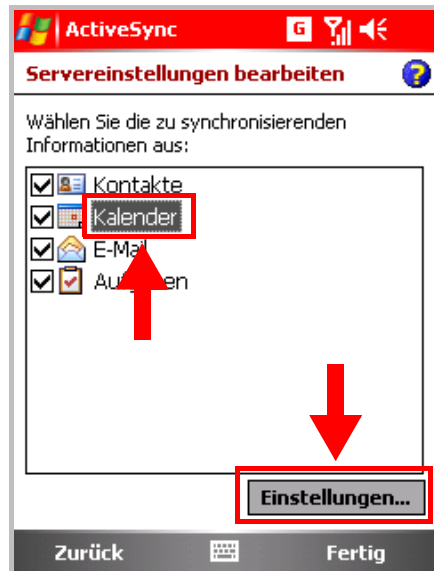 ActiveSync G
Servereinstellungen bearbeiten ?
Wählen Sie die zu synchronisierenden
Informationen aus:
Kontakte
Kalender
E-Mail
Einstellungen...
Zurück Fertig